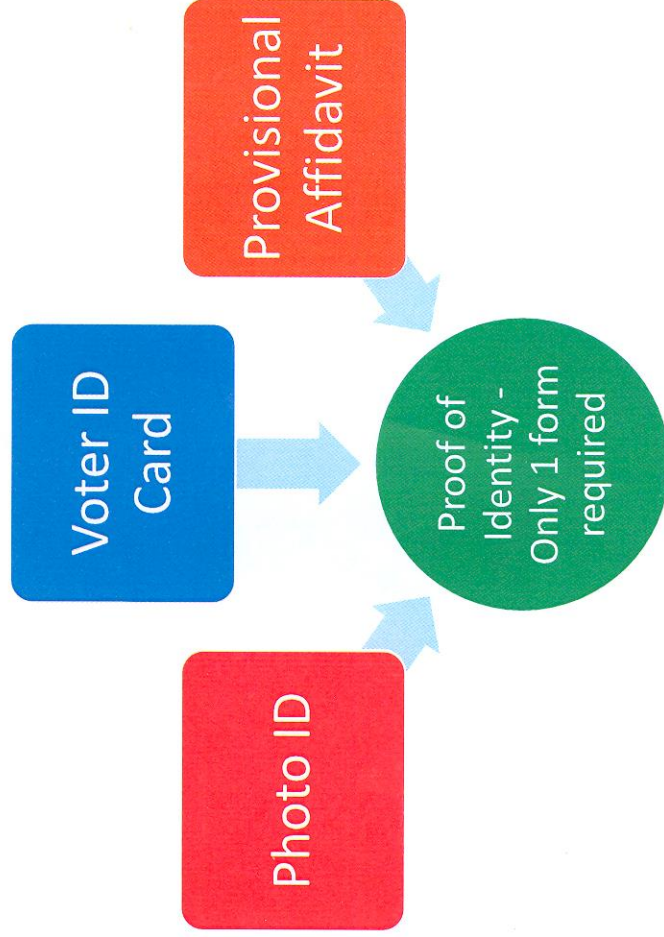 Photo ID
Voter ID
Card
Provisional
Affidavit
Proof of
Identity -
Only 1 form
required